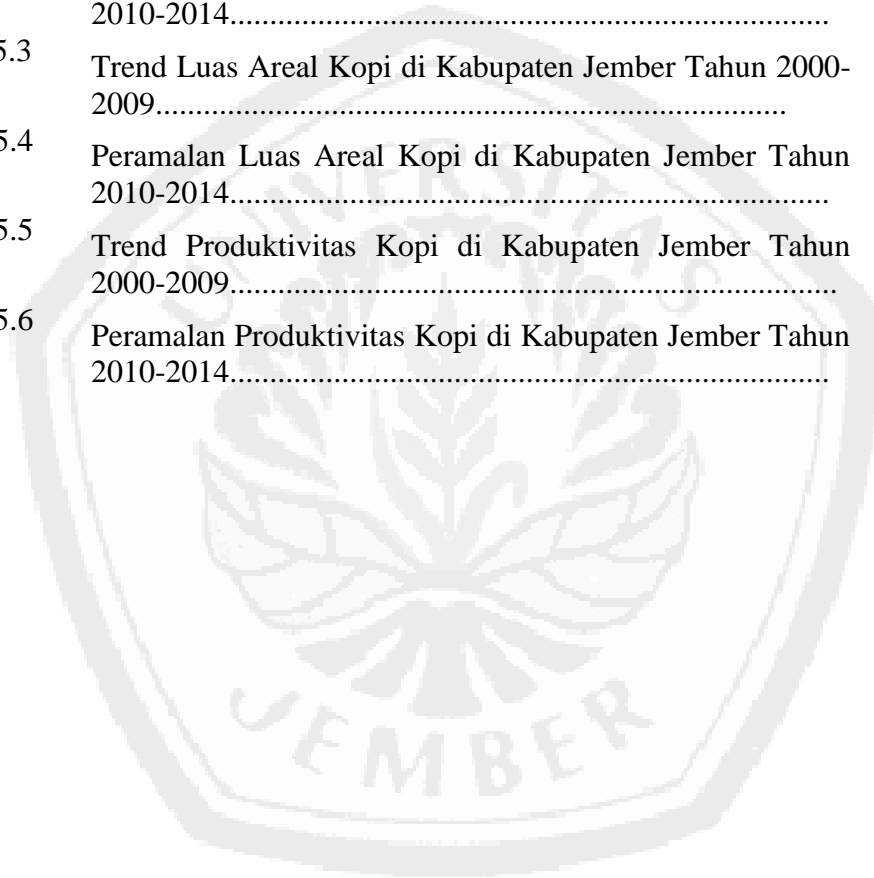 2010-2014...........................................................................
5.3 Trend Luas Areal Kopi di Kabupaten Jember Tahun 2000-
2009...............................................................................
5.4 Peramalan Luas Areal Kopi di Kabupaten Jember Tahun
2010-2014...........................................................................
5.5 Trend Produktivitas Kopi di Kabupaten Jember Tahun
2000-2009............................................................................
5.6 Peramalan Produktivitas Kopi di Kabupaten Jember Tahun
2010-2014...........................................................................
UNIVERSITAS
JEMBER